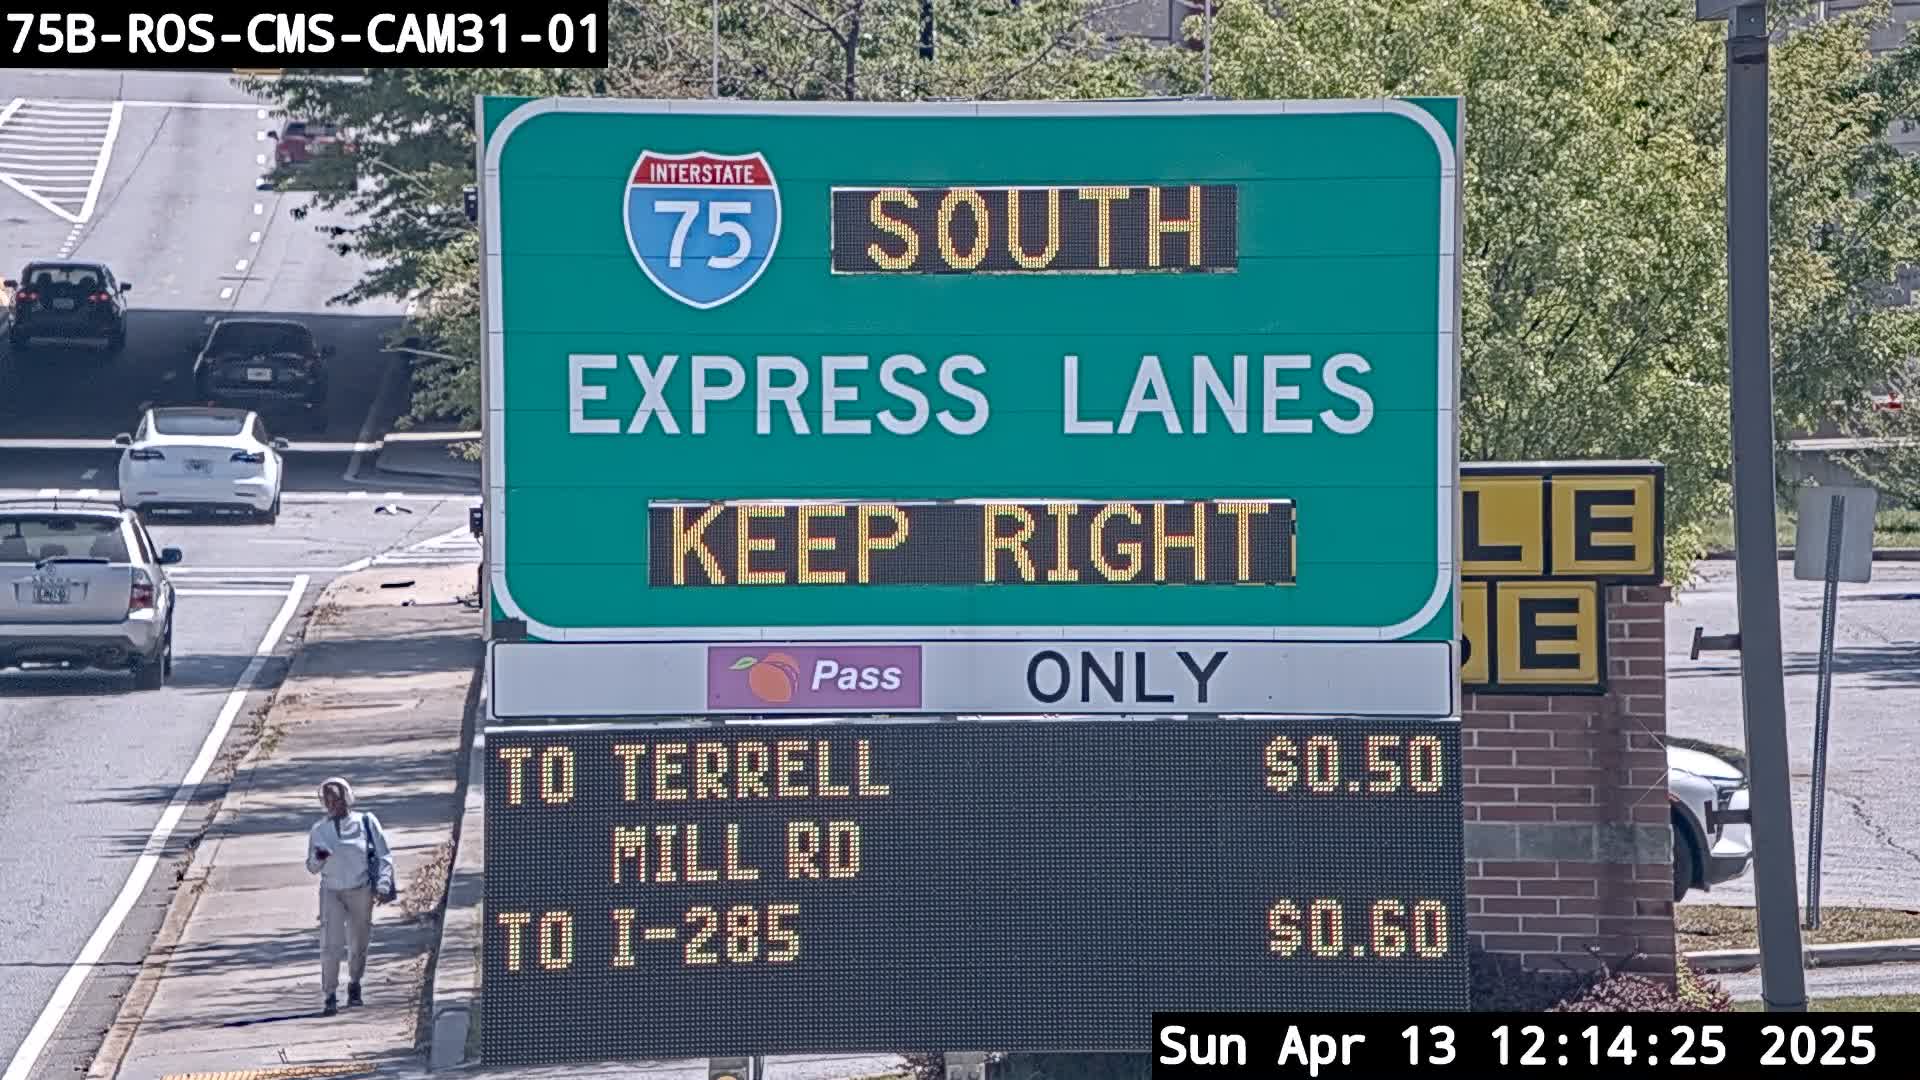 75B-ROS-CMS-CAM31-01
INTERSTATE
75
SOUTH
EXPRESS LANES
KEEP RIGHT
Pass ONLY
TO TERRELL $0.50
MILL RD
TO I-285 $0.60
LE
E
Sun Apr 13 12:14:25 2025